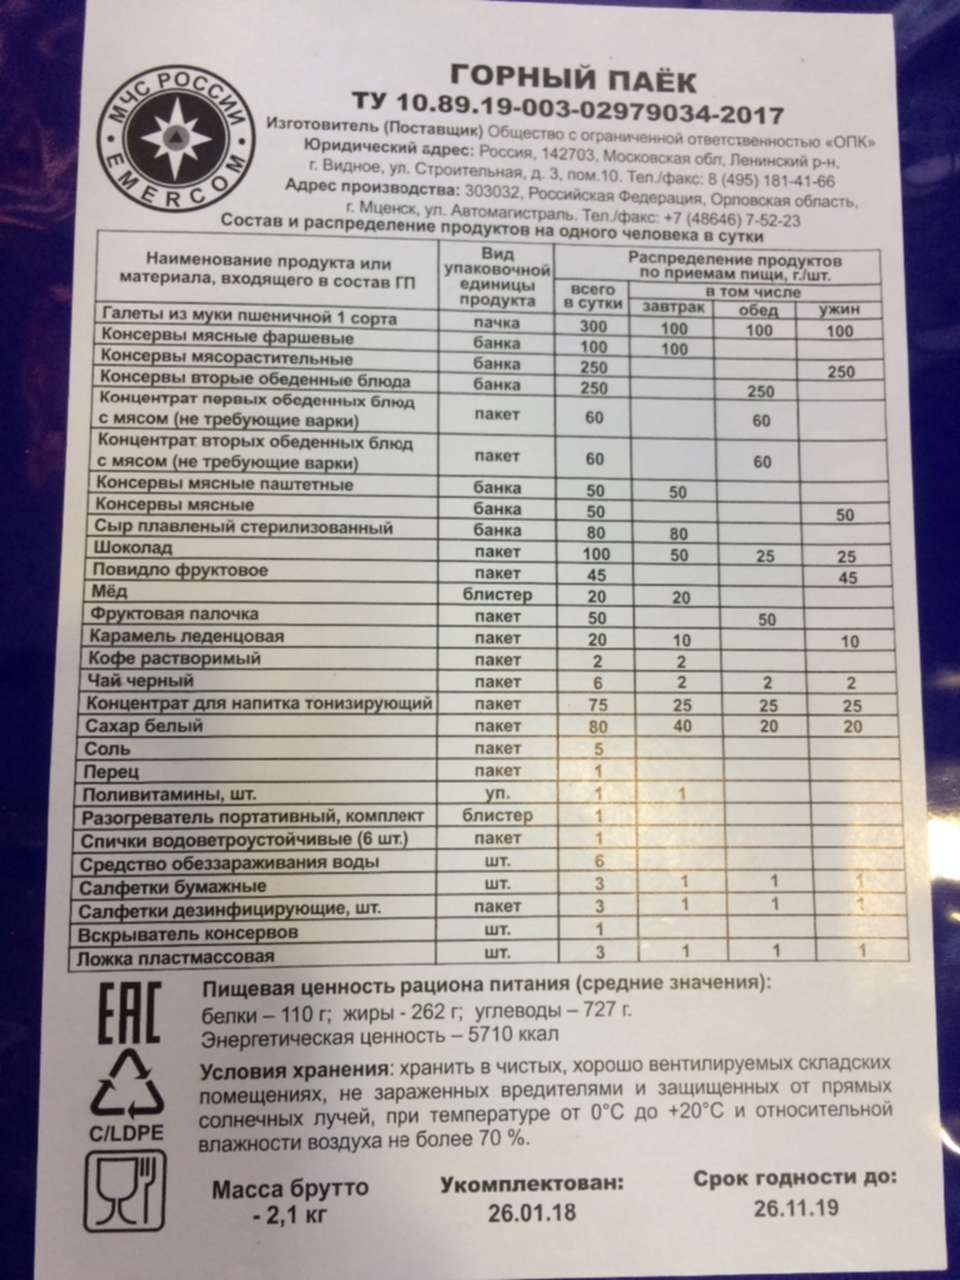 МЧС РОССИИ
EMERCOM
ГОРНЫЙ ПАЁК
ТУ 10.89.19-003-02979034-2017
Изготовитель (Поставщик) Общество с ограниченной ответственностью «ОПК»
Юридический адрес: Россия, 142703, Московская обл, Ленинский р-н,
г. Видное, ул. Строительная, д. 3, пом.10. Тел./факс: 8 (495) 181-41-66
Адрес производства: 303032, Российская Федерация, Орловская область,
г. Мценск, ул. Автомагистраль. Тел./факс: +7 (48646) 7-52-23
Состав и распределение продуктов на одного человека в сутки
Наименование продукта или
материала, входящего в состав ГП
Вид
упаковочной
единицы
продукта
Распределение продуктов
по приемам пищи, г./шт.
всего
в сутки
в том числе
завтрак обед ужин
Галеты из муки пшеничной 1 сорта пачка 300 100 100 100
Консервы мясные фаршевые банка 100 100
Консервы мясорастительные банка 250 250
Консервы вторые обеденные блюда банка 250 250
Концентрат первых обеденных блюд
с мясом (не требующие варки) пакет 60 60
Концентрат вторых обеденных блюд
с мясом (не требующие варки) пакет 60 60
Консервы мясные паштетные банка 50 50
Консервы мясные банка 50 50
Сыр плавленый стерилизованный банка 80 80
Шоколад пакет 100 50 25 25
Повидло фруктовое пакет 45 45
Мёд блистер 20 20
Фруктовая палочка пакет 50 50
Карамель леденцовая пакет 20 10 10
Кофе растворимый пакет 2 2
Чай черный пакет 6 2 2 2
Концентрат для напитка тонизирующий пакет 75 25 25 25
Сахар белый пакет 80 40 20 20
Соль пакет 5
Перец пакет 1
Поливитамины, шт. уп. 1 1
Разогреватель портативный, комплект блистер 1
Спички водоветроустойчивые (6 шт.) пакет 1
Средство обеззараживания воды шт. 6
Салфетки бумажные шт. 3 1 1 1
Салфетки дезинфицирующие, шт. пакет 3 1 1 1
Вскрыватель консервов шт. 1
Ложка пластмассовая шт. 3 1 1 1
EAC
Пищевая ценность рациона питания (средние значения):
белки – 110 г; жиры - 262 г; углеводы – 727 г.
Энергетическая ценность – 5710 ккал
Условия хранения: хранить в чистых, хорошо вентилируемых складских
помещениях, не зараженных вредителями и защищенных от прямых
солнечных лучей, при температуре от 0°С до +20°С и относительной
влажности воздуха не более 70 %.
C/LDPE
Масса брутто
- 2,1 кг
Укомплектован:
26.01.18
Срок годности до:
26.11.19